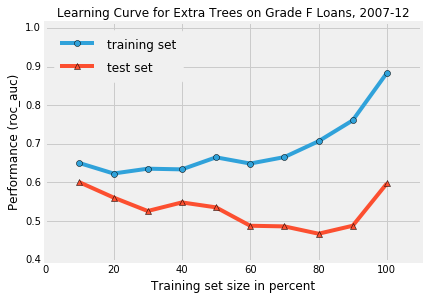 Learning Curve for Extra Trees on Grade F Loans, 2007-12
1.0
0.9
0.8
0.7
0.6
0.5
0.4
Performance (roc_auc)
training set
test set
0 20 40 60 80 100
Training set size in percent